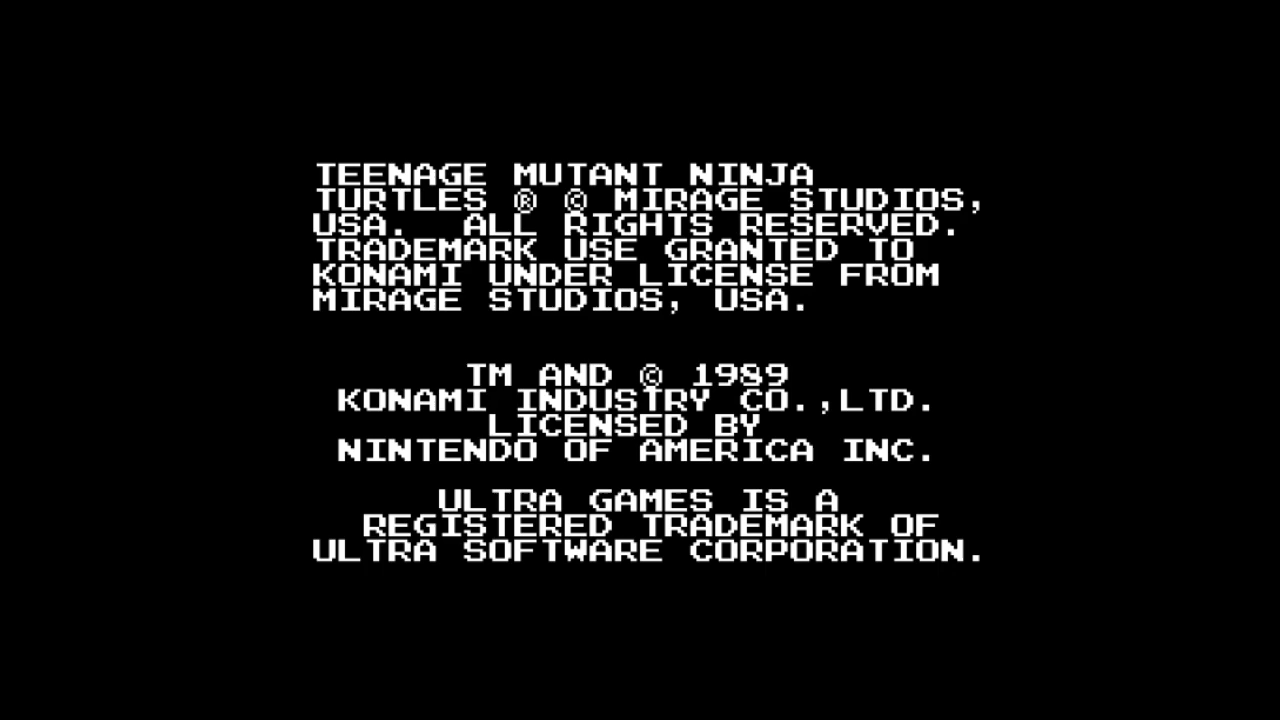 TEENAGE MUTANT NINJA
TURTLES ® © MIRAGE STUDIOS,
USA.  ALL RIGHTS RESERVED.
TRADEMARK USE GRANTED TO
KONAMI UNDER LICENSE FROM
MIRAGE STUDIOS, USA.
TM AND © 1989
KONAMI INDUSTRY CO.,LTD.
LICENSED BY
NINTENDO OF AMERICA INC.
ULTRA GAMES IS A
REGISTERED TRADEMARK OF
ULTRA SOFTWARE CORPORATION.